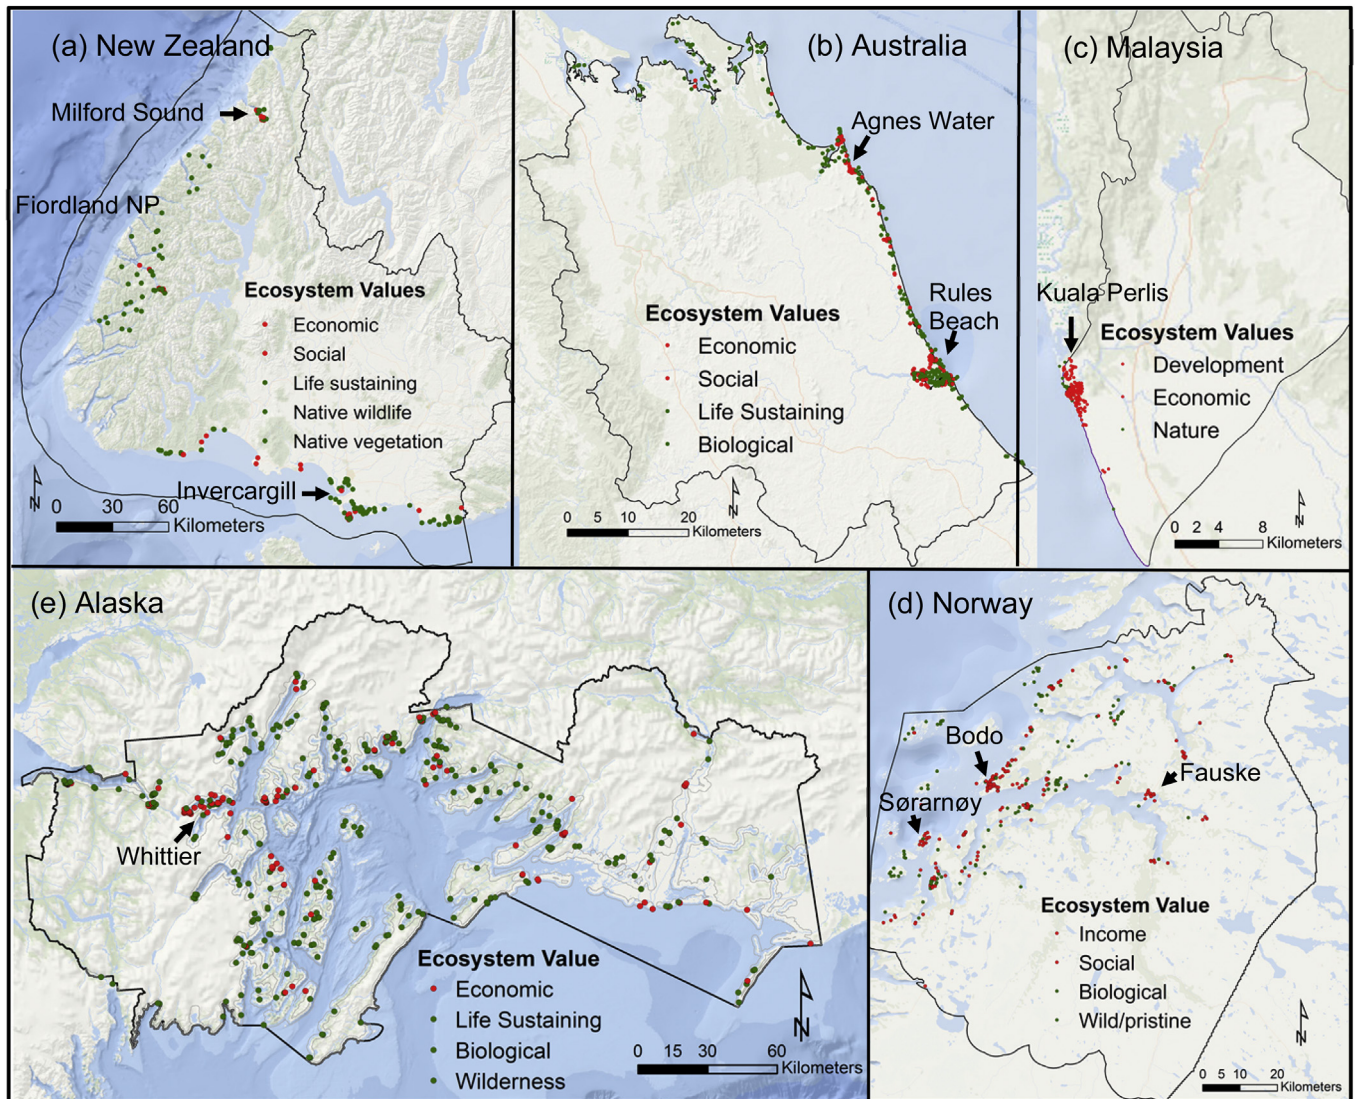 (a) New Zealand
Milford Sound
Fiordland NP
Ecosystem Values
Economic
Social
Life sustaining
Native wildlife
Native vegetation
Invercargill
N
0 30 60
Kilometers
(b) Australia
Agnes Water
Rules
Beach
Ecosystem Values
Economic
Social
Life Sustaining
Biological
N
0 5 10 20
Kilometers
(c) Malaysia
Kuala Perlis
Ecosystem Values
Development
Economic
Nature
N
0 2 4 8
Kilometers
(e) Alaska
Whittier
Ecosystem Value
Economic
Life Sustaining
Biological
Wilderness
N
0 15 30 60
Kilometers
(d) Norway
Bodo
Fauske
Sørarnøy
Ecosystem Value
Income
Social
Biological
Wild/pristine
N
0 5 10 20
Kilometers